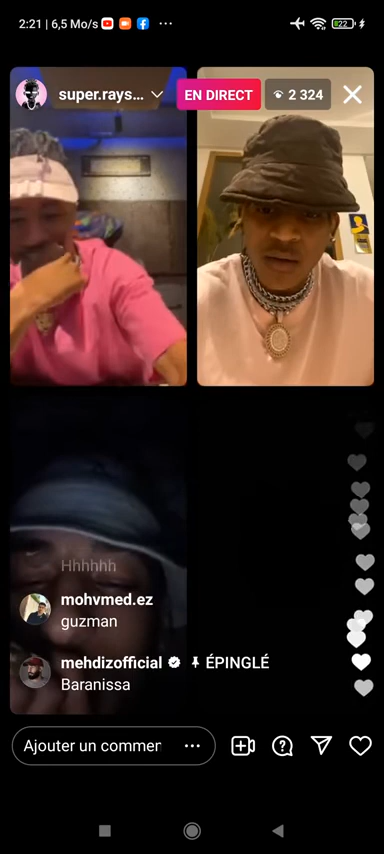 2:21 | 6,5 Mo/s ... 22
super.rays... EN DIRECT 2 324
Hhhhhh
mohvmed.ez
guzman
mehdizofficial ÉPINGLÉ
Baranissa
Ajouter un commen ...